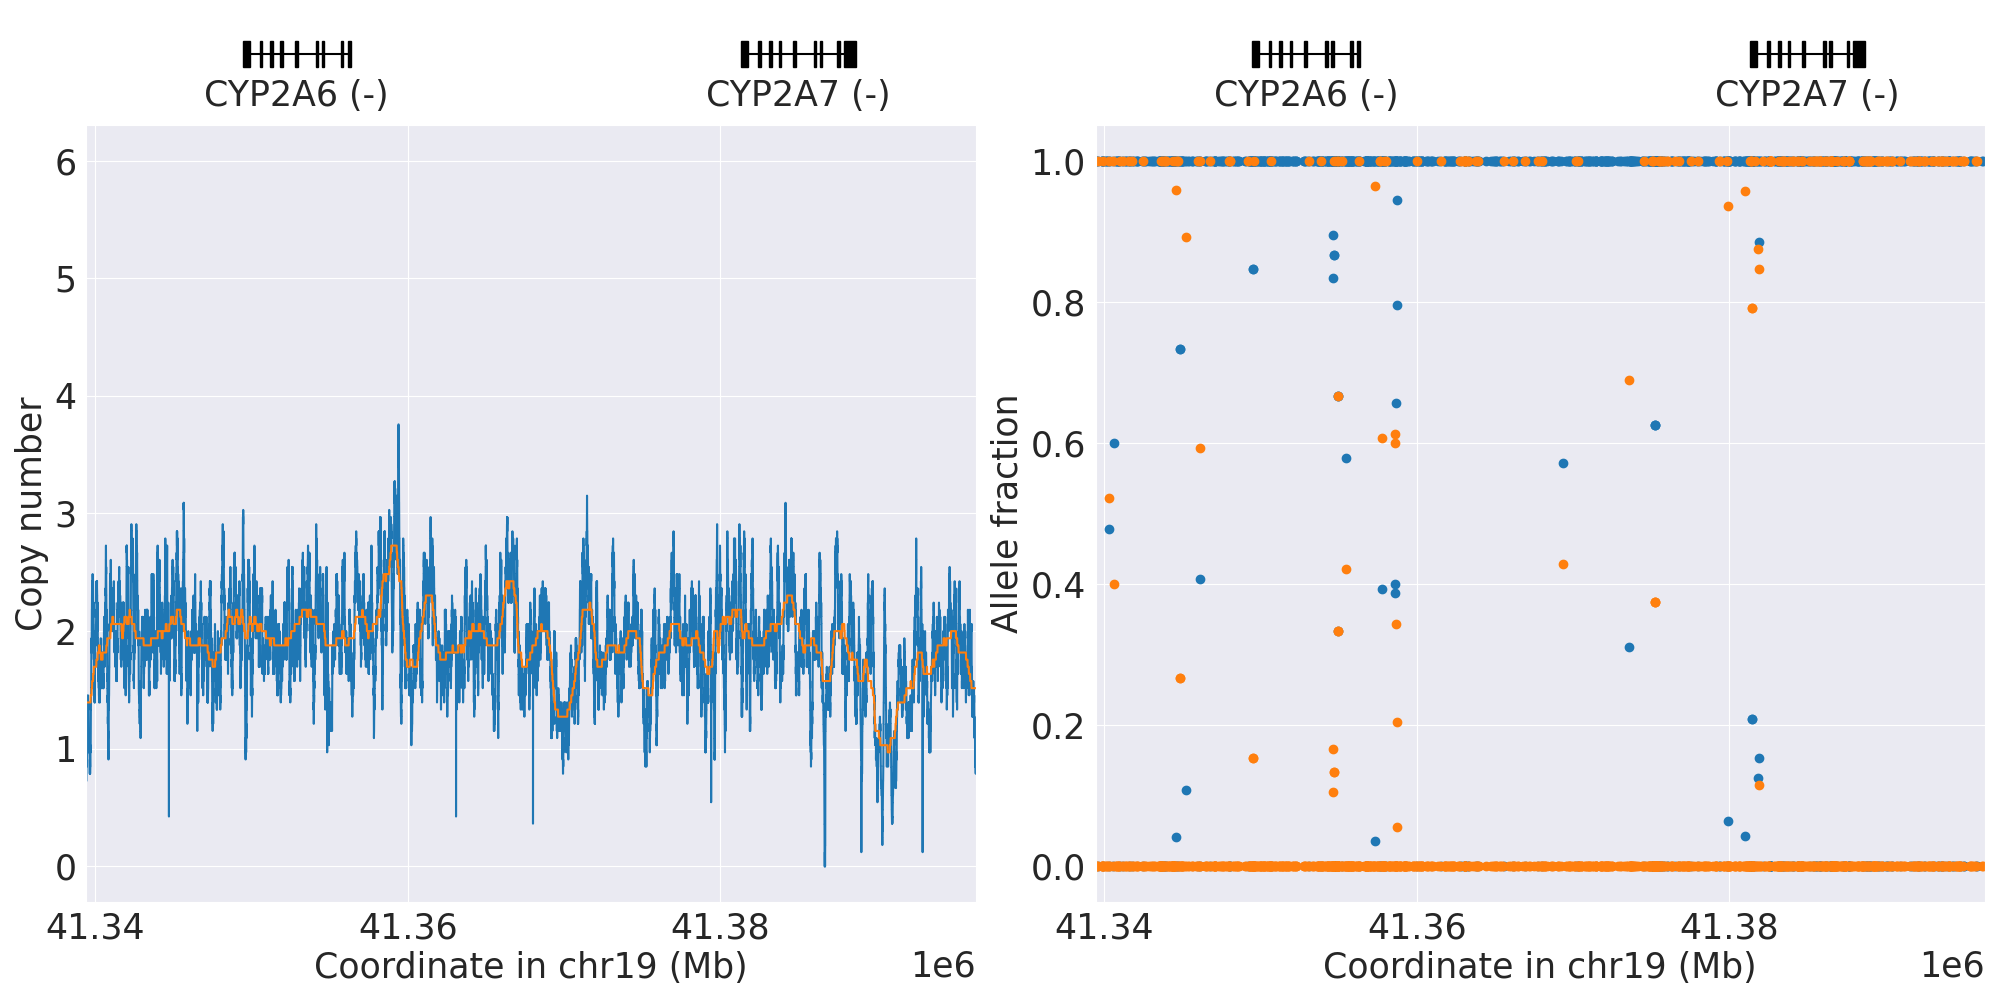 CYP2A6 (-)
CYP2A7 (-)
6
5
4
3
2
1
0
Copy number
41.34
41.36
41.38
Coordinate in chr19 (Mb)
1e6
CYP2A6 (-)
CYP2A7 (-)
1.0
0.8
0.6
0.4
0.2
0.0
Allele fraction
41.34
41.36
41.38
Coordinate in chr19 (Mb)
1e6